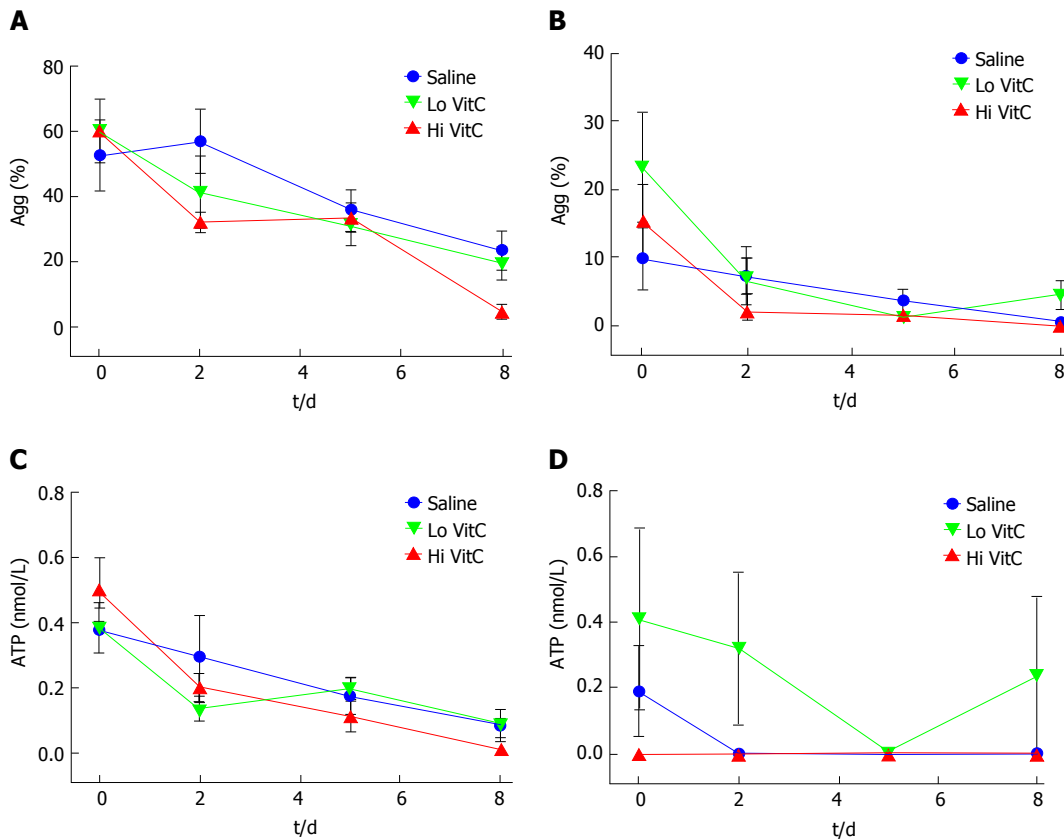 A
80
60
40
20
0
Agg (%)
0 2 4 6 8
t/d
Saline
Lo VitC
Hi VitC
B
40
30
20
10
0
Agg (%)
0 2 4 6 8
t/d
Saline
Lo VitC
Hi VitC
C
0.8
0.6
0.4
0.2
0.0
ATP (nmol/L)
0 2 4 6 8
t/d
Saline
Lo VitC
Hi VitC
D
0.8
0.6
0.4
0.2
0.0
ATP (nmol/L)
0 2 4 6 8
t/d
Saline
Lo VitC
Hi VitC